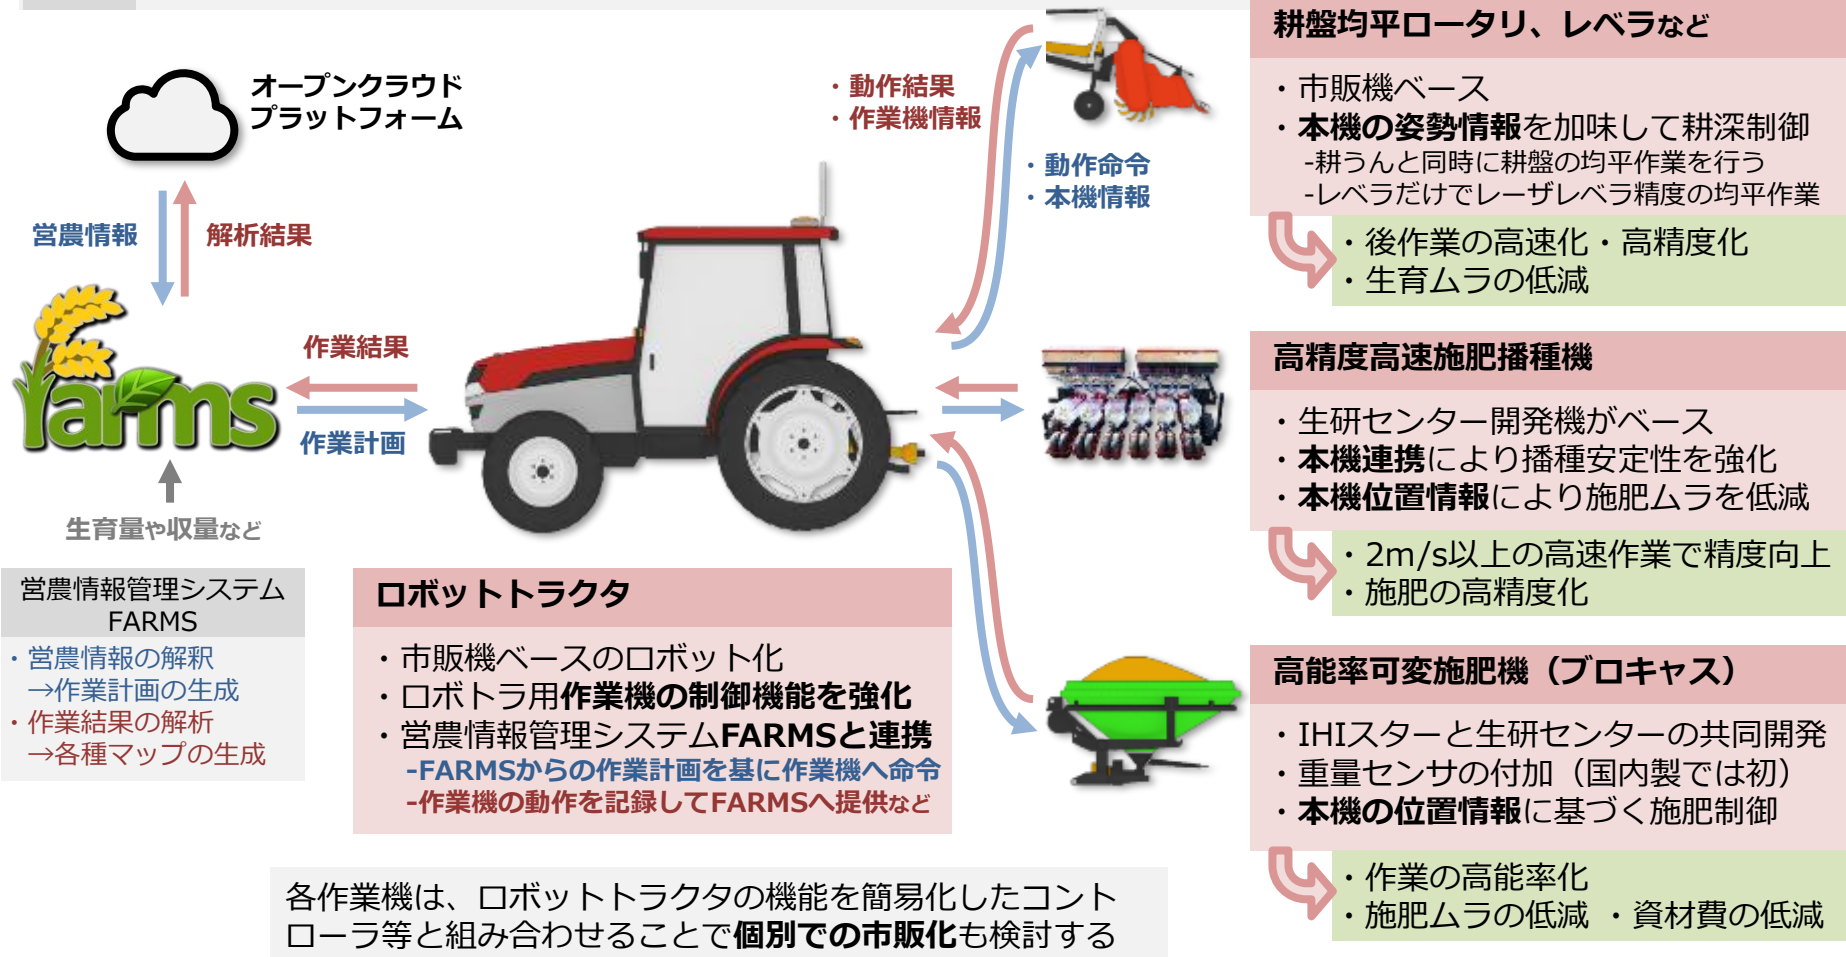 オープンクラウド
プラットフォーム
営農情報
解析結果
farms
作業結果
作業計画
生育量や収量など
営農情報管理システム
FARMS
・営農情報の解釈
→作業計画の生成
・作業結果の解析
→各種マップの生成
・動作結果
・作業機情報
・動作命令
・本機情報
ロボットトラクタ
・市販機ベースのロボット化
・ロボトラ用作業機の制御機能を強化
・営農情報管理システムFARMSと連携
-FARMSからの作業計画を基に作業機へ命令
-作業機の動作を記録してFARMSへ提供など
耕盤均平ロータリ、レベラなど
・市販機ベース
・本機の姿勢情報を加味して耕深制御
-耕うんと同時に耕盤の均平作業を行う
-レベラだけでレーザレベラ精度の均平作業
・後作業の高速化・高精度化
・生育ムラの低減
高精度高速施肥播種機
・生研センター開発機がベース
・本機連携により播種安定性を強化
・本機位置情報により施肥ムラを低減
・2m/s以上の高速作業で精度向上
・施肥の高精度化
高能率可変施肥機（ブロキャス）
・IHIスターと生研センターの共同開発
・重量センサの付加（国内製では初）
・本機の位置情報に基づく施肥制御
・作業の高能率化
・施肥ムラの低減 ・資材費の低減
各作業機は、ロボットトラクタの機能を簡易化したコント
ローラ等と組み合わせることで個別での市販化も検討する